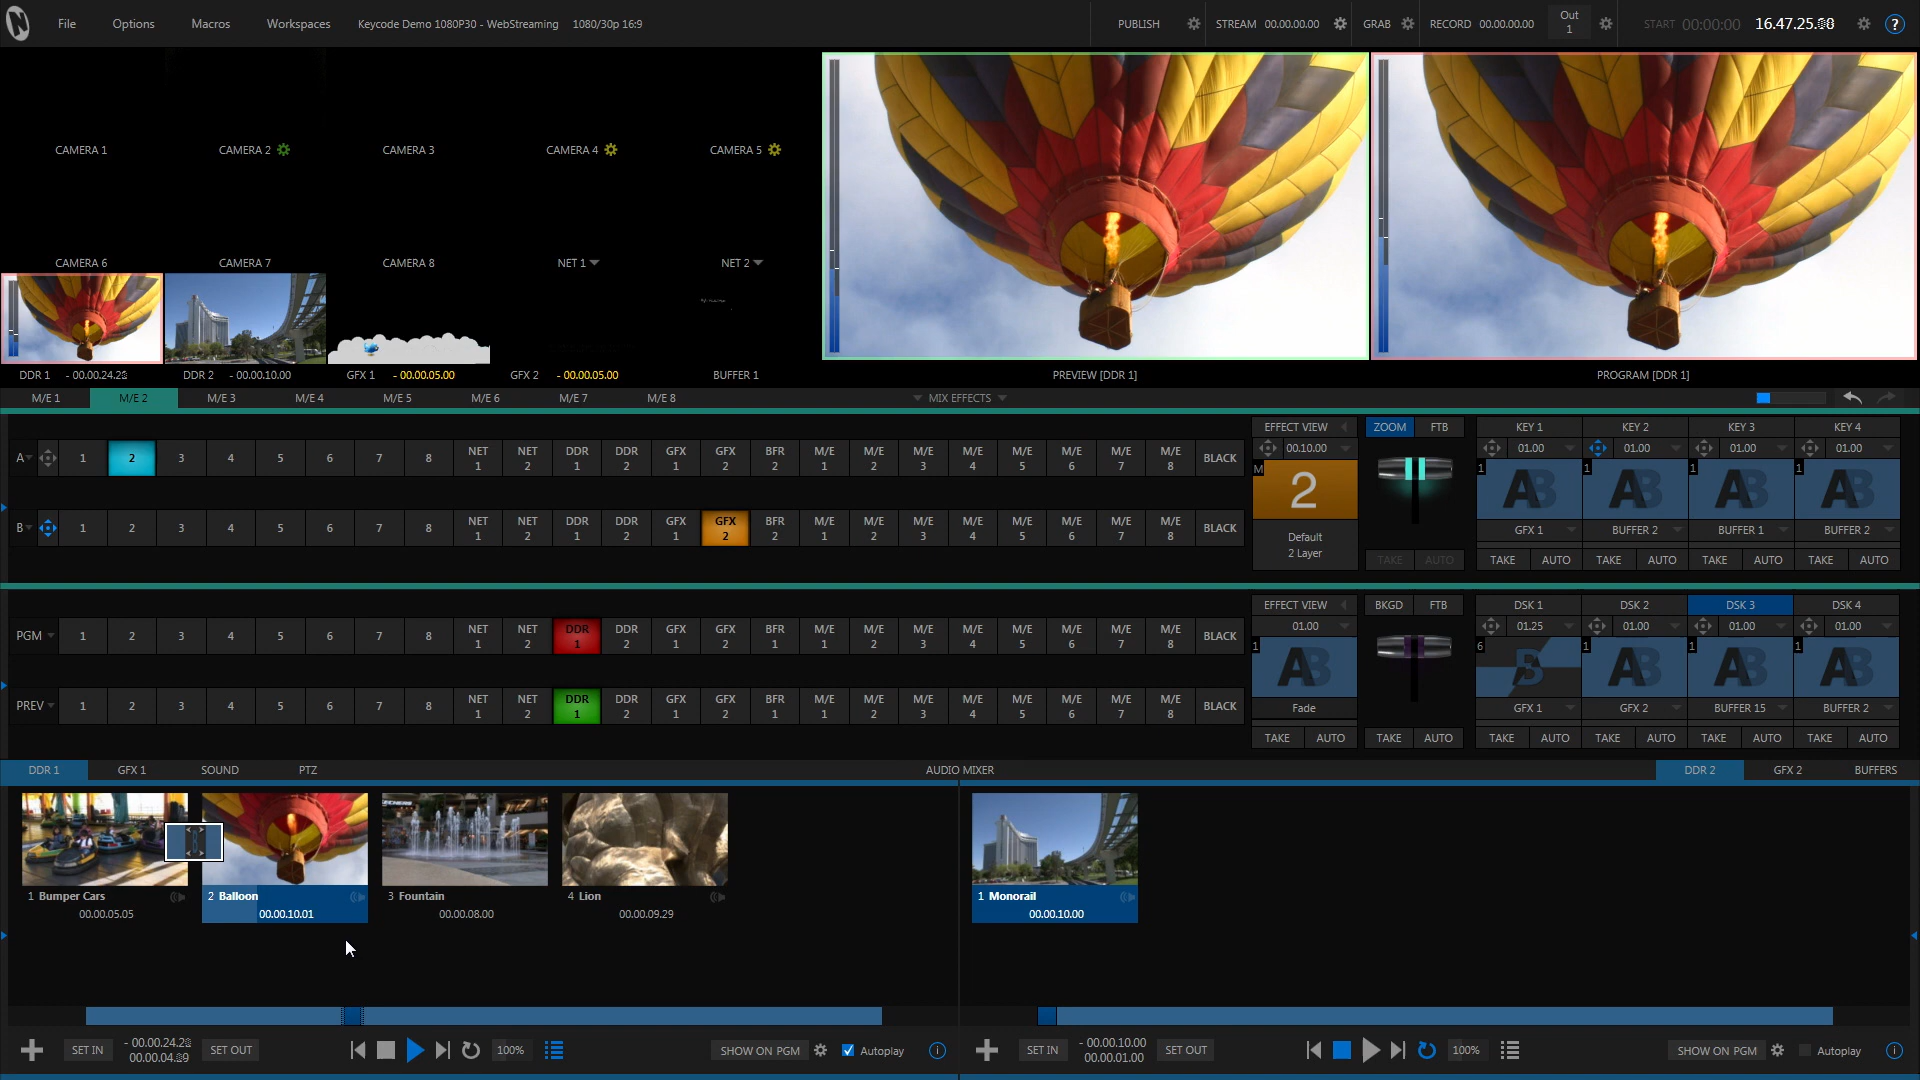 File Options Macros Workspaces Keycode Demo 1080P30 - WebStreaming 1080/30p 16:9 PUBLISH STREAM 00.00.00.00 GRAB RECORD 00.00.00.00 Out 1 START 00:00:00 ?
CAMERA 1 CAMERA 2 CAMERA 3 CAMERA 4 CAMERA 5
CAMERA 6 CAMERA 7 CAMERA 8 NET 1 NET 2
DDR 1 DDR 2 - 00.00.10.00 GFX 1 - 00.00.05.00 GFX 2 - 00.00.05.00 BUFFER 1 PREVIEW [DDR 1] PROGRAM [DDR 1]
M/E 1 M/E 2 M/E 3 M/E 4 M/E 5 M/E 6 M/E 7 M/E 8 MIX EFFECTS
EFFECT VIEW ZOOM FTB KEY 1 KEY 2 KEY 3 KEY 4
00.10.00 01.00 01.00 01.00 01.00
A 1 2 3 4 5 6 7 8 NET 1 NET 2 DDR 1 DDR 2 GFX 1 GFX 2 BFR 2 M/E 1 M/E 2 M/E 3 M/E 4 M/E 5 M/E 6 M/E 7 M/E 8 BLACK
M 2 1 AB 1 AB 1 AB 1 AB
B 1 2 3 4 5 6 7 8 NET 1 NET 2 DDR 1 DDR 2 GFX 1 GFX 2 BFR 2 M/E 1 M/E 2 M/E 3 M/E 4 M/E 5 M/E 6 M/E 7 M/E 8 BLACK
Default GFX 1 BUFFER 2 BUFFER 1 BUFFER 2
2 Layer
TAKE AUTO TAKE AUTO TAKE AUTO TAKE AUTO TAKE AUTO
EFFECT VIEW BKGD FTB DSK 1 DSK 2 DSK 3 DSK 4
01.00 01.25 01.00 01.00 01.00
PGM 1 2 3 4 5 6 7 8 NET 1 NET 2 DDR 1 DDR 2 GFX 1 GFX 2 BFR 1 M/E 1 M/E 2 M/E 3 M/E 4 M/E 5 M/E 6 M/E 7 M/E 8 BLACK
1 AB 6 B 1 AB 1 AB 1 AB
PREV 1 2 3 4 5 6 7 8 NET 1 NET 2 DDR 1 DDR 2 GFX 1 GFX 2 BFR 1 M/E 1 M/E 2 M/E 3 M/E 4 M/E 5 M/E 6 M/E 7 M/E 8 BLACK
Fade GFX 1 GFX 2 BUFFER 15 BUFFER 2
TAKE AUTO TAKE AUTO TAKE AUTO TAKE AUTO TAKE AUTO TAKE AUTO
DDR 1 GFX 1 SOUND PTZ AUDIO MIXER DDR 2 GFX 2 BUFFERS
1 Bumper Cars 2 Balloon 3 Fountain 4 Lion 1 Monorail
00.00.05.05 00.00.10.01 00.00.08.00 00.00.09.29 00.00.10.00
SET IN SET OUT 100% SHOW ON PGM Autoplay i SET IN - 00.00.10.00 SET OUT 100% SHOW ON PGM Autoplay i
00.00.01.00